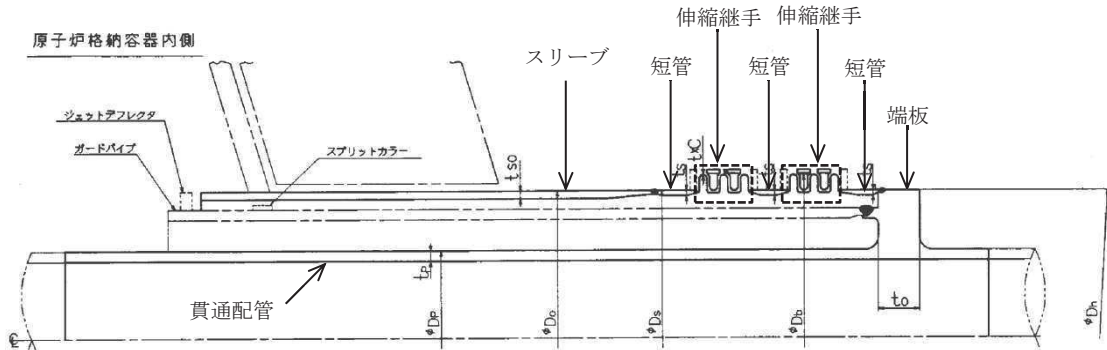 伸縮継手
伸縮継手
原子炉格納容器内側
スリーブ
短管
短管
短管
端板
ジェットデフレクタ
ガードパイプ
スプリットカラー
tso
ts
t×C
to
tp
貫通配管
φDp
φDo
φDs
φDb
φDh